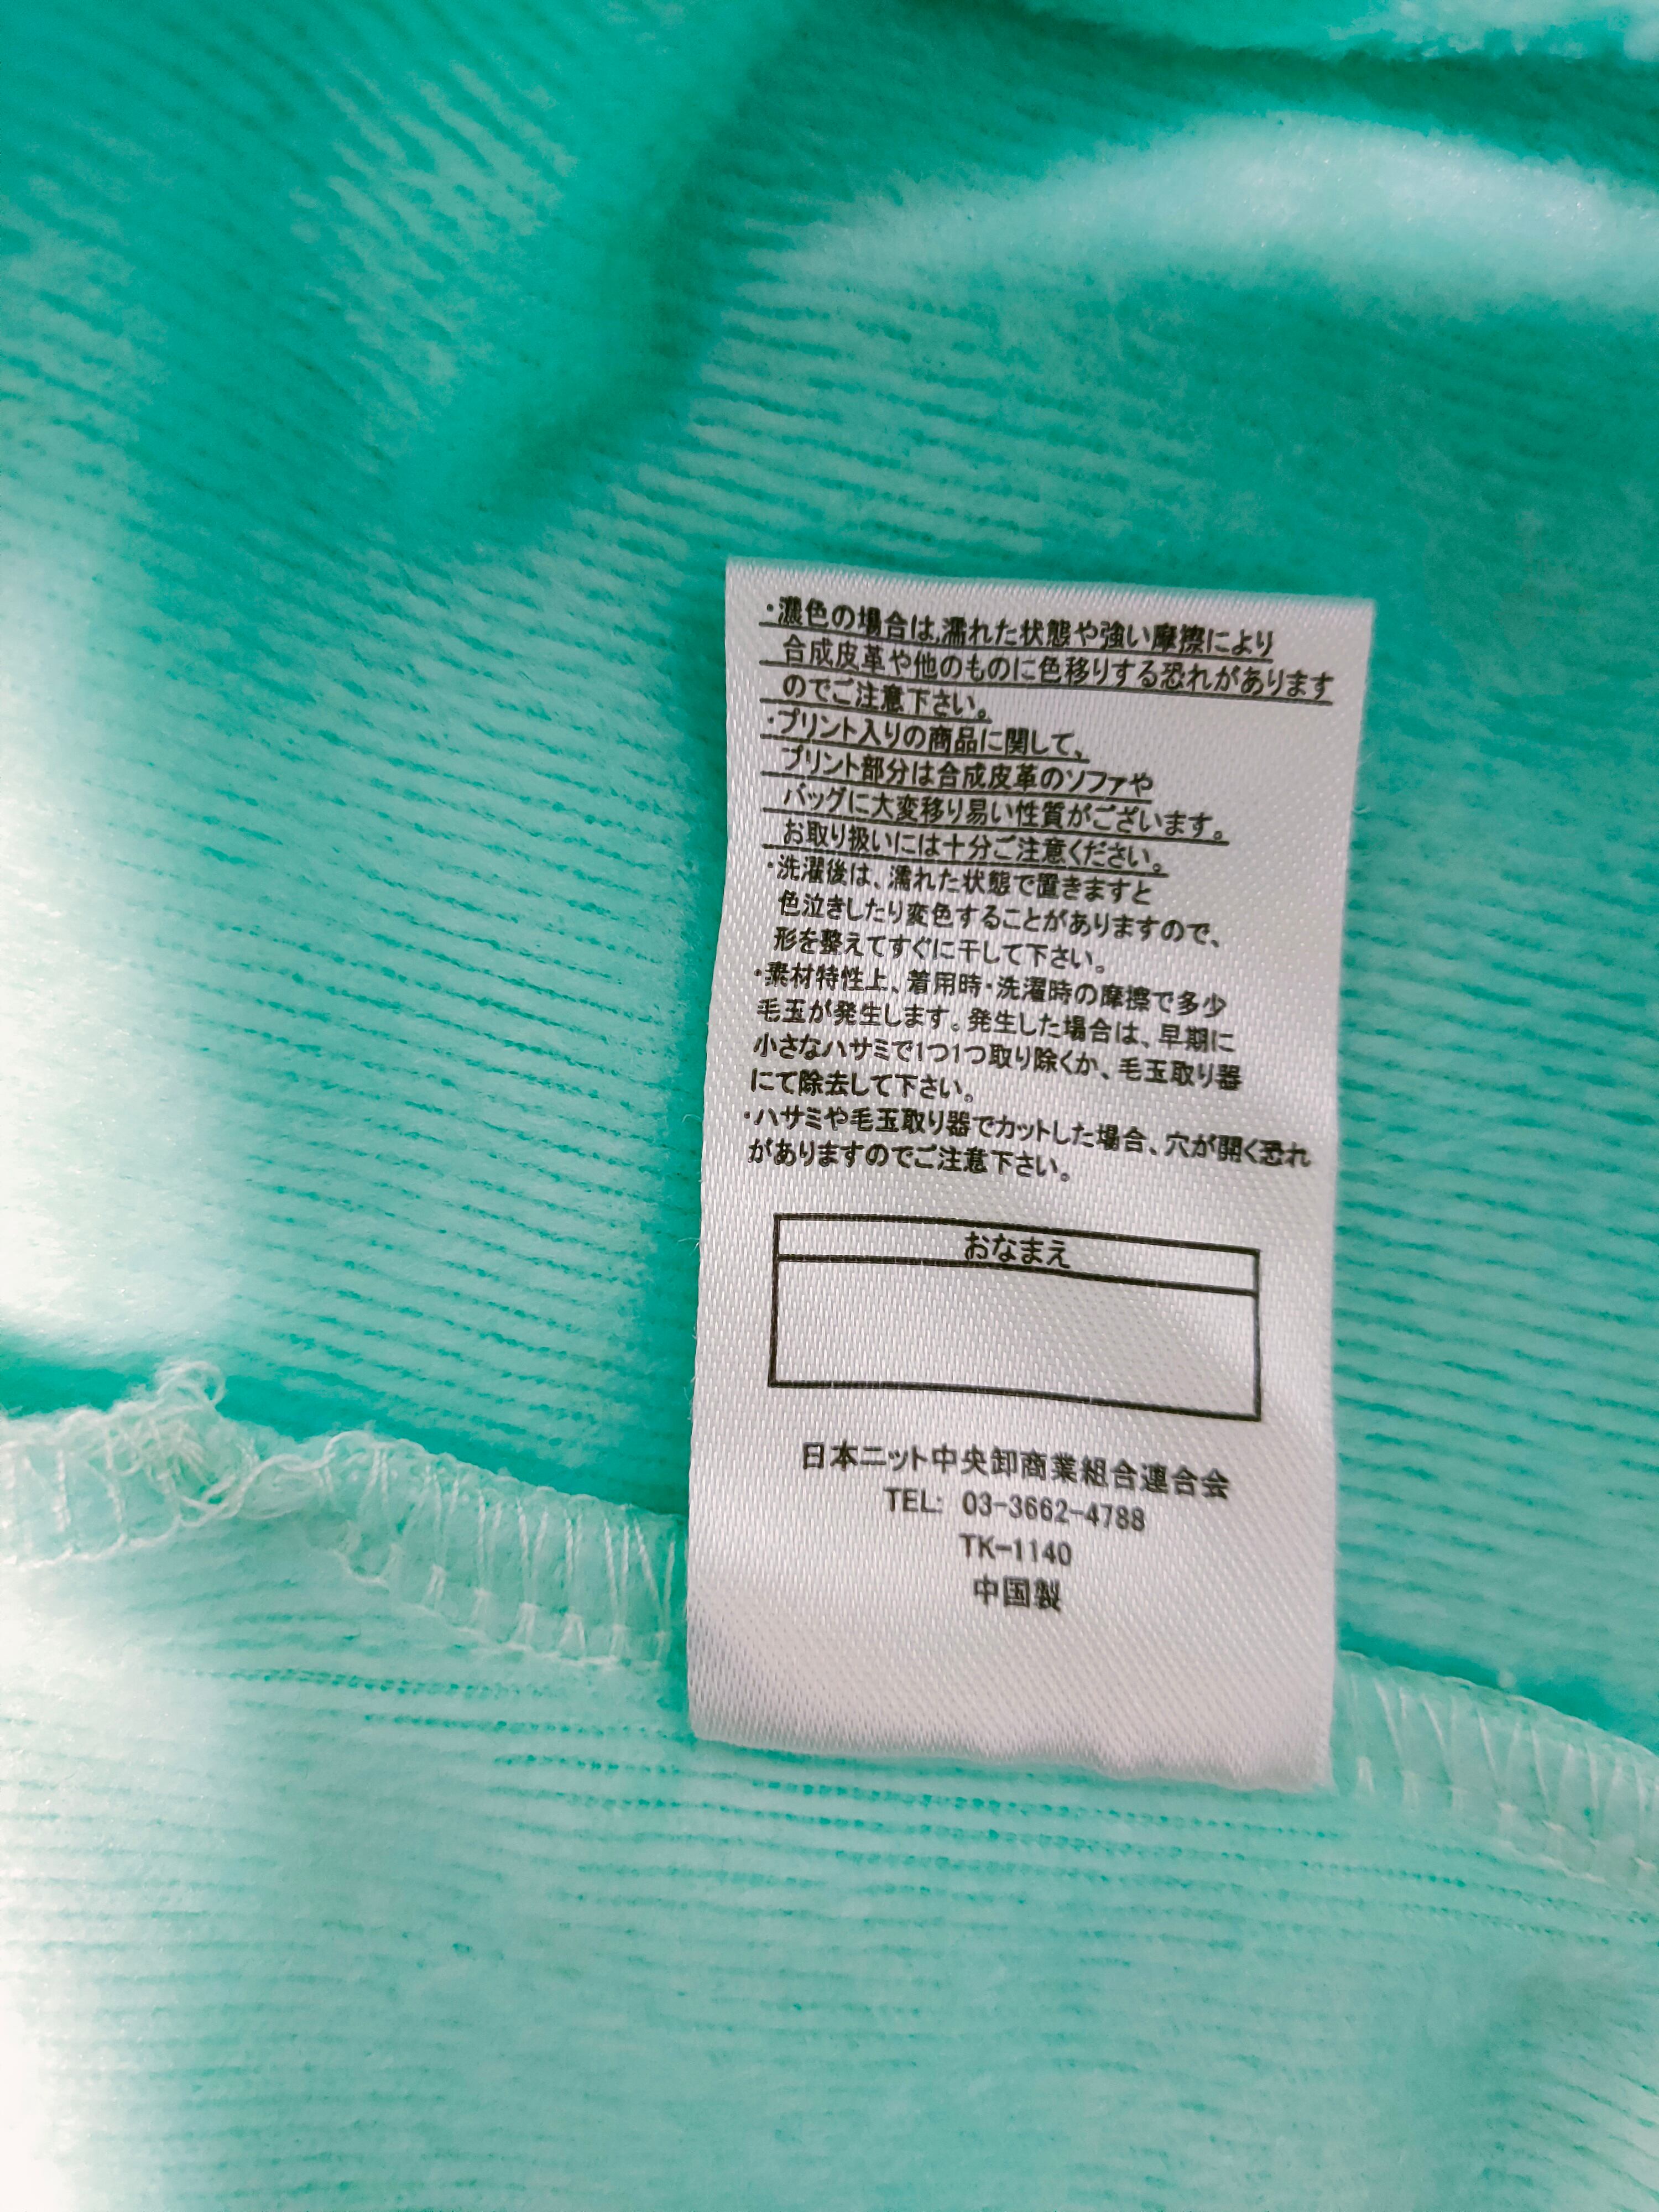 ・濃色の場合は、濡れた状態や強い摩擦により
合成皮革や他のものに色移りする恐れがあります
のでご注意下さい。
・プリント入りの商品に関して、
プリント部分は合成皮革のソファや
バッグに大変移り易い性質がございます。
お取り扱いには十分ご注意ください。
・洗濯後は、濡れた状態で置きますと
色泣きしたり変色することがありますので、
形を整えてすぐに干して下さい。
・素材特性上、着用時・洗濯時の摩擦で多少
毛玉が発生します。発生した場合は、早期に
小さなハサミで1つ1つ取り除くか、毛玉取り器
にて除去して下さい。
・ハサミや毛玉取り器でカットした場合、穴が開く恐れ
がありますのでご注意下さい。
おなまえ
日本ニット中央卸商業組合連合会
TEL: 03-3662-4788
TK-1140
中国製